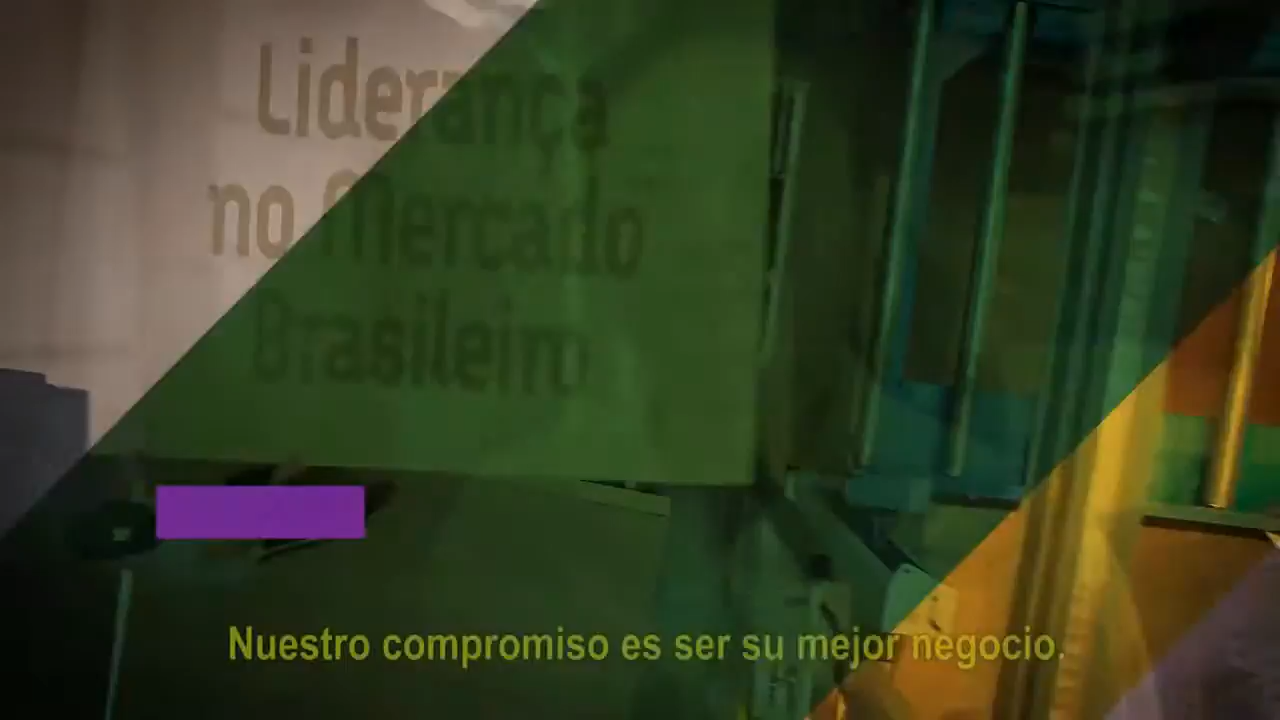 Liderança
no Mercado
Brasileiro
Nuestro compromiso es ser su mejor negocio.